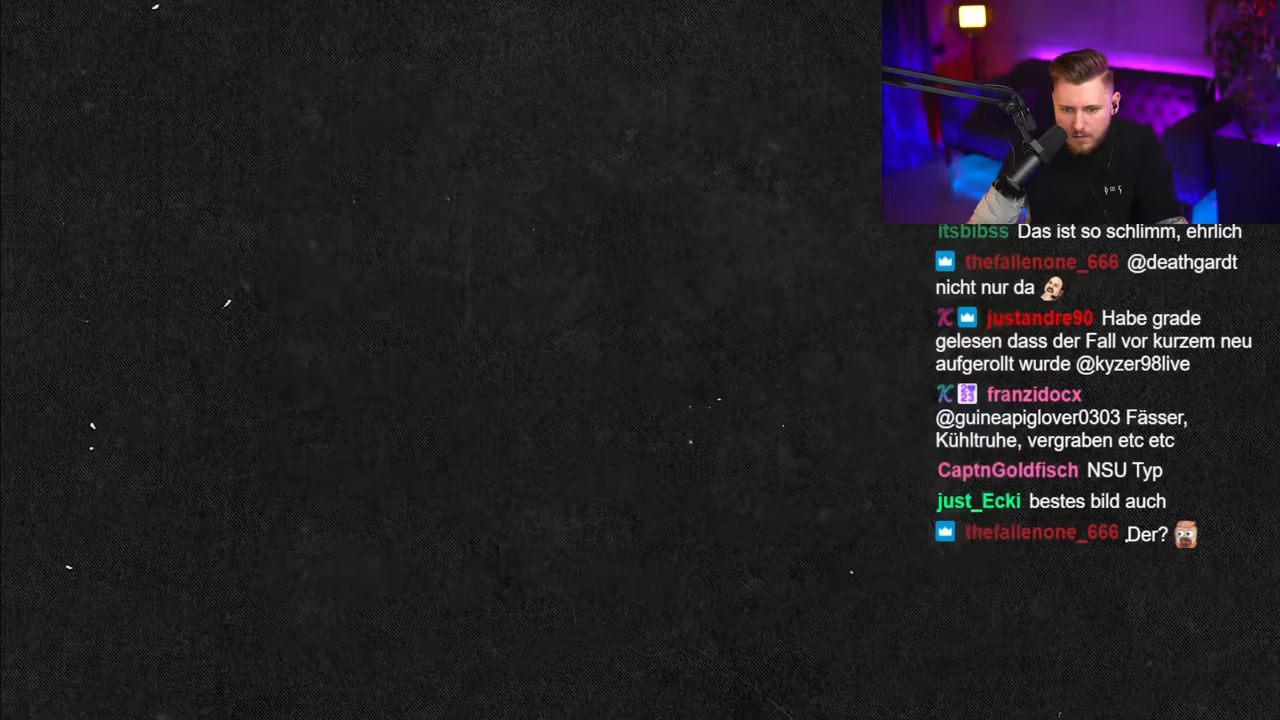 itsbibss Das ist so schlimm, ehrlich
thefallenone_666 @deathgardt
nicht nur da
justandre90 Habe grade
gelesen dass der Fall vor kurzem neu
aufgerollt wurde @kyzer98live
franzidocx
@guineapiglover0303 Fässer,
Kühltruhe, vergraben etc etc
CaptnGoldfisch NSU Typ
just_Ecki bestes bild auch
thefallenone_666 Der?